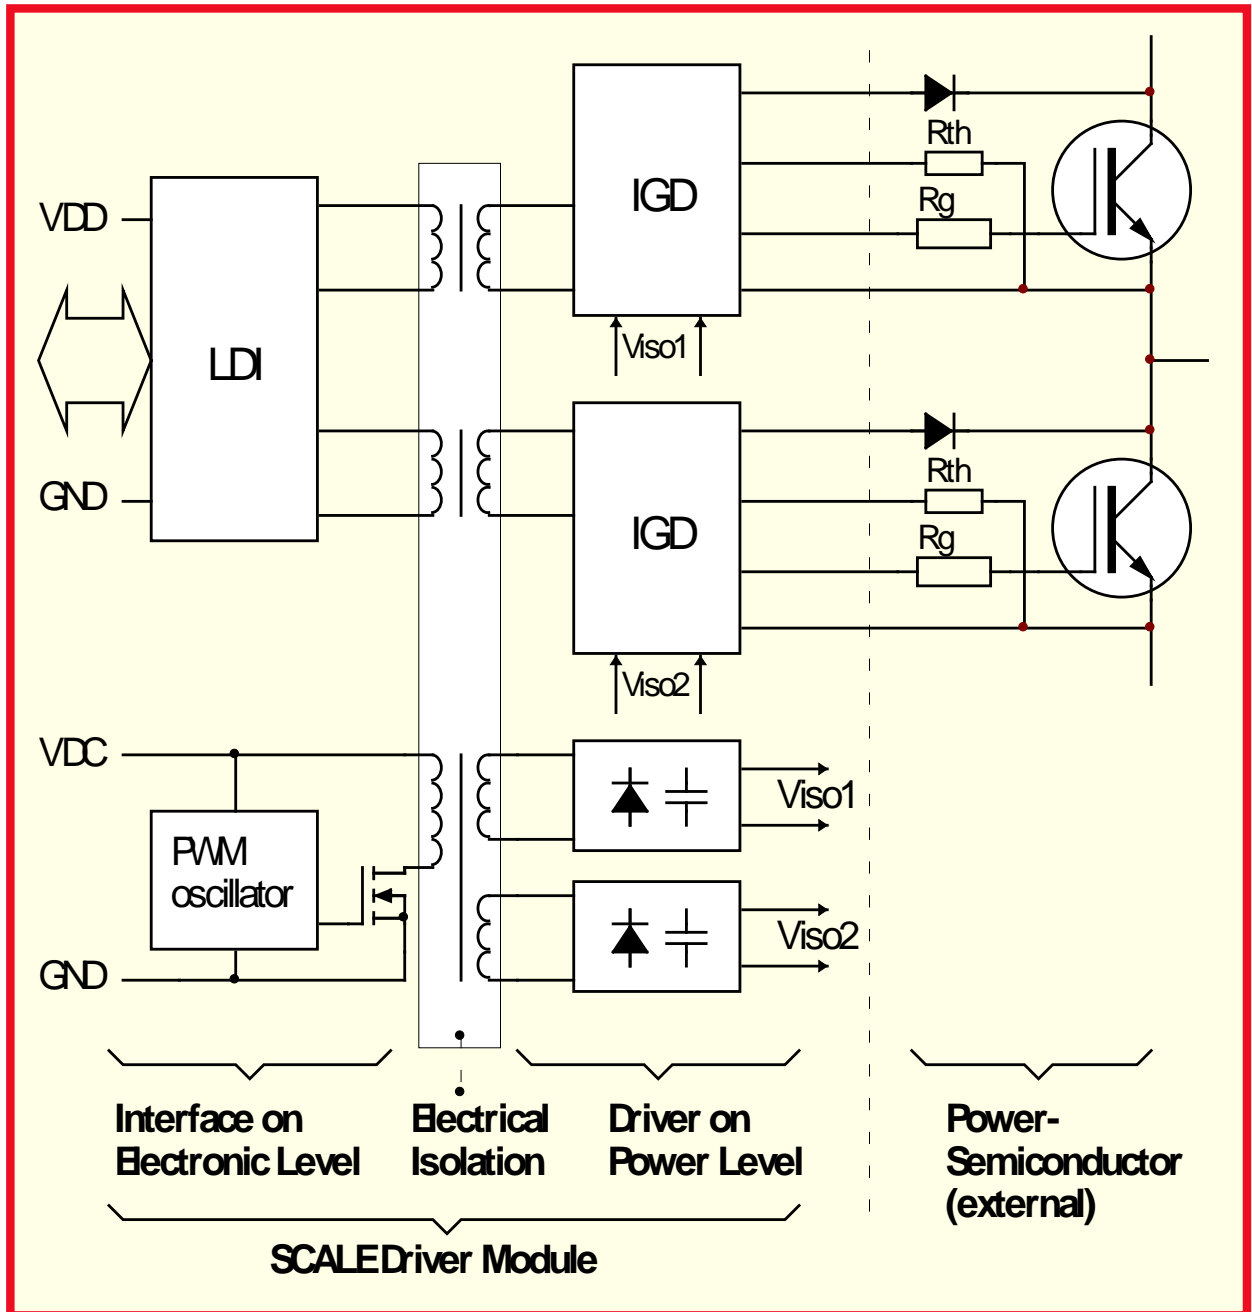 Rth
IGD
Rg
VDD
Viso1
LDI
Rth
GND
IGD
Rg
Viso2
VDC
Viso1
PWM
oscillator
Viso2
GND
Interface on
Electronic Level
Electrical
Isolation
Driver on
Power Level
Power-
Semiconductor
(external)
SCALE Driver Module